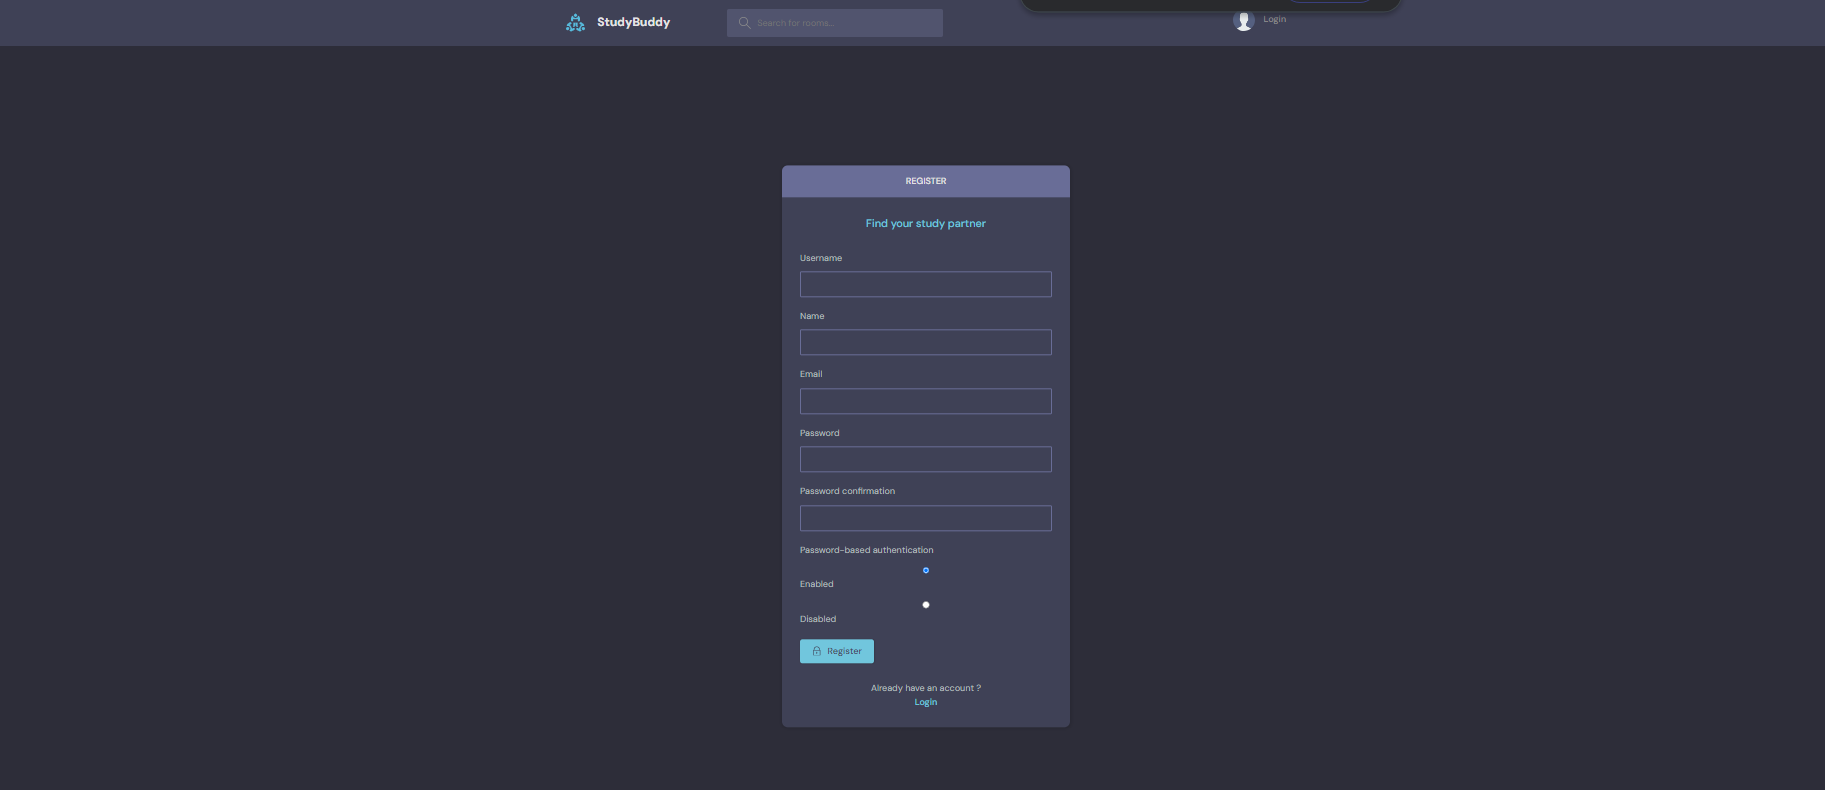 StudyBuddy
Search for rooms...
Login
REGISTER
Find your study partner
Username
Name
Email
Password
Password confirmation
Password-based authentication
Enabled
Disabled
Register
Already have an account ?
Login